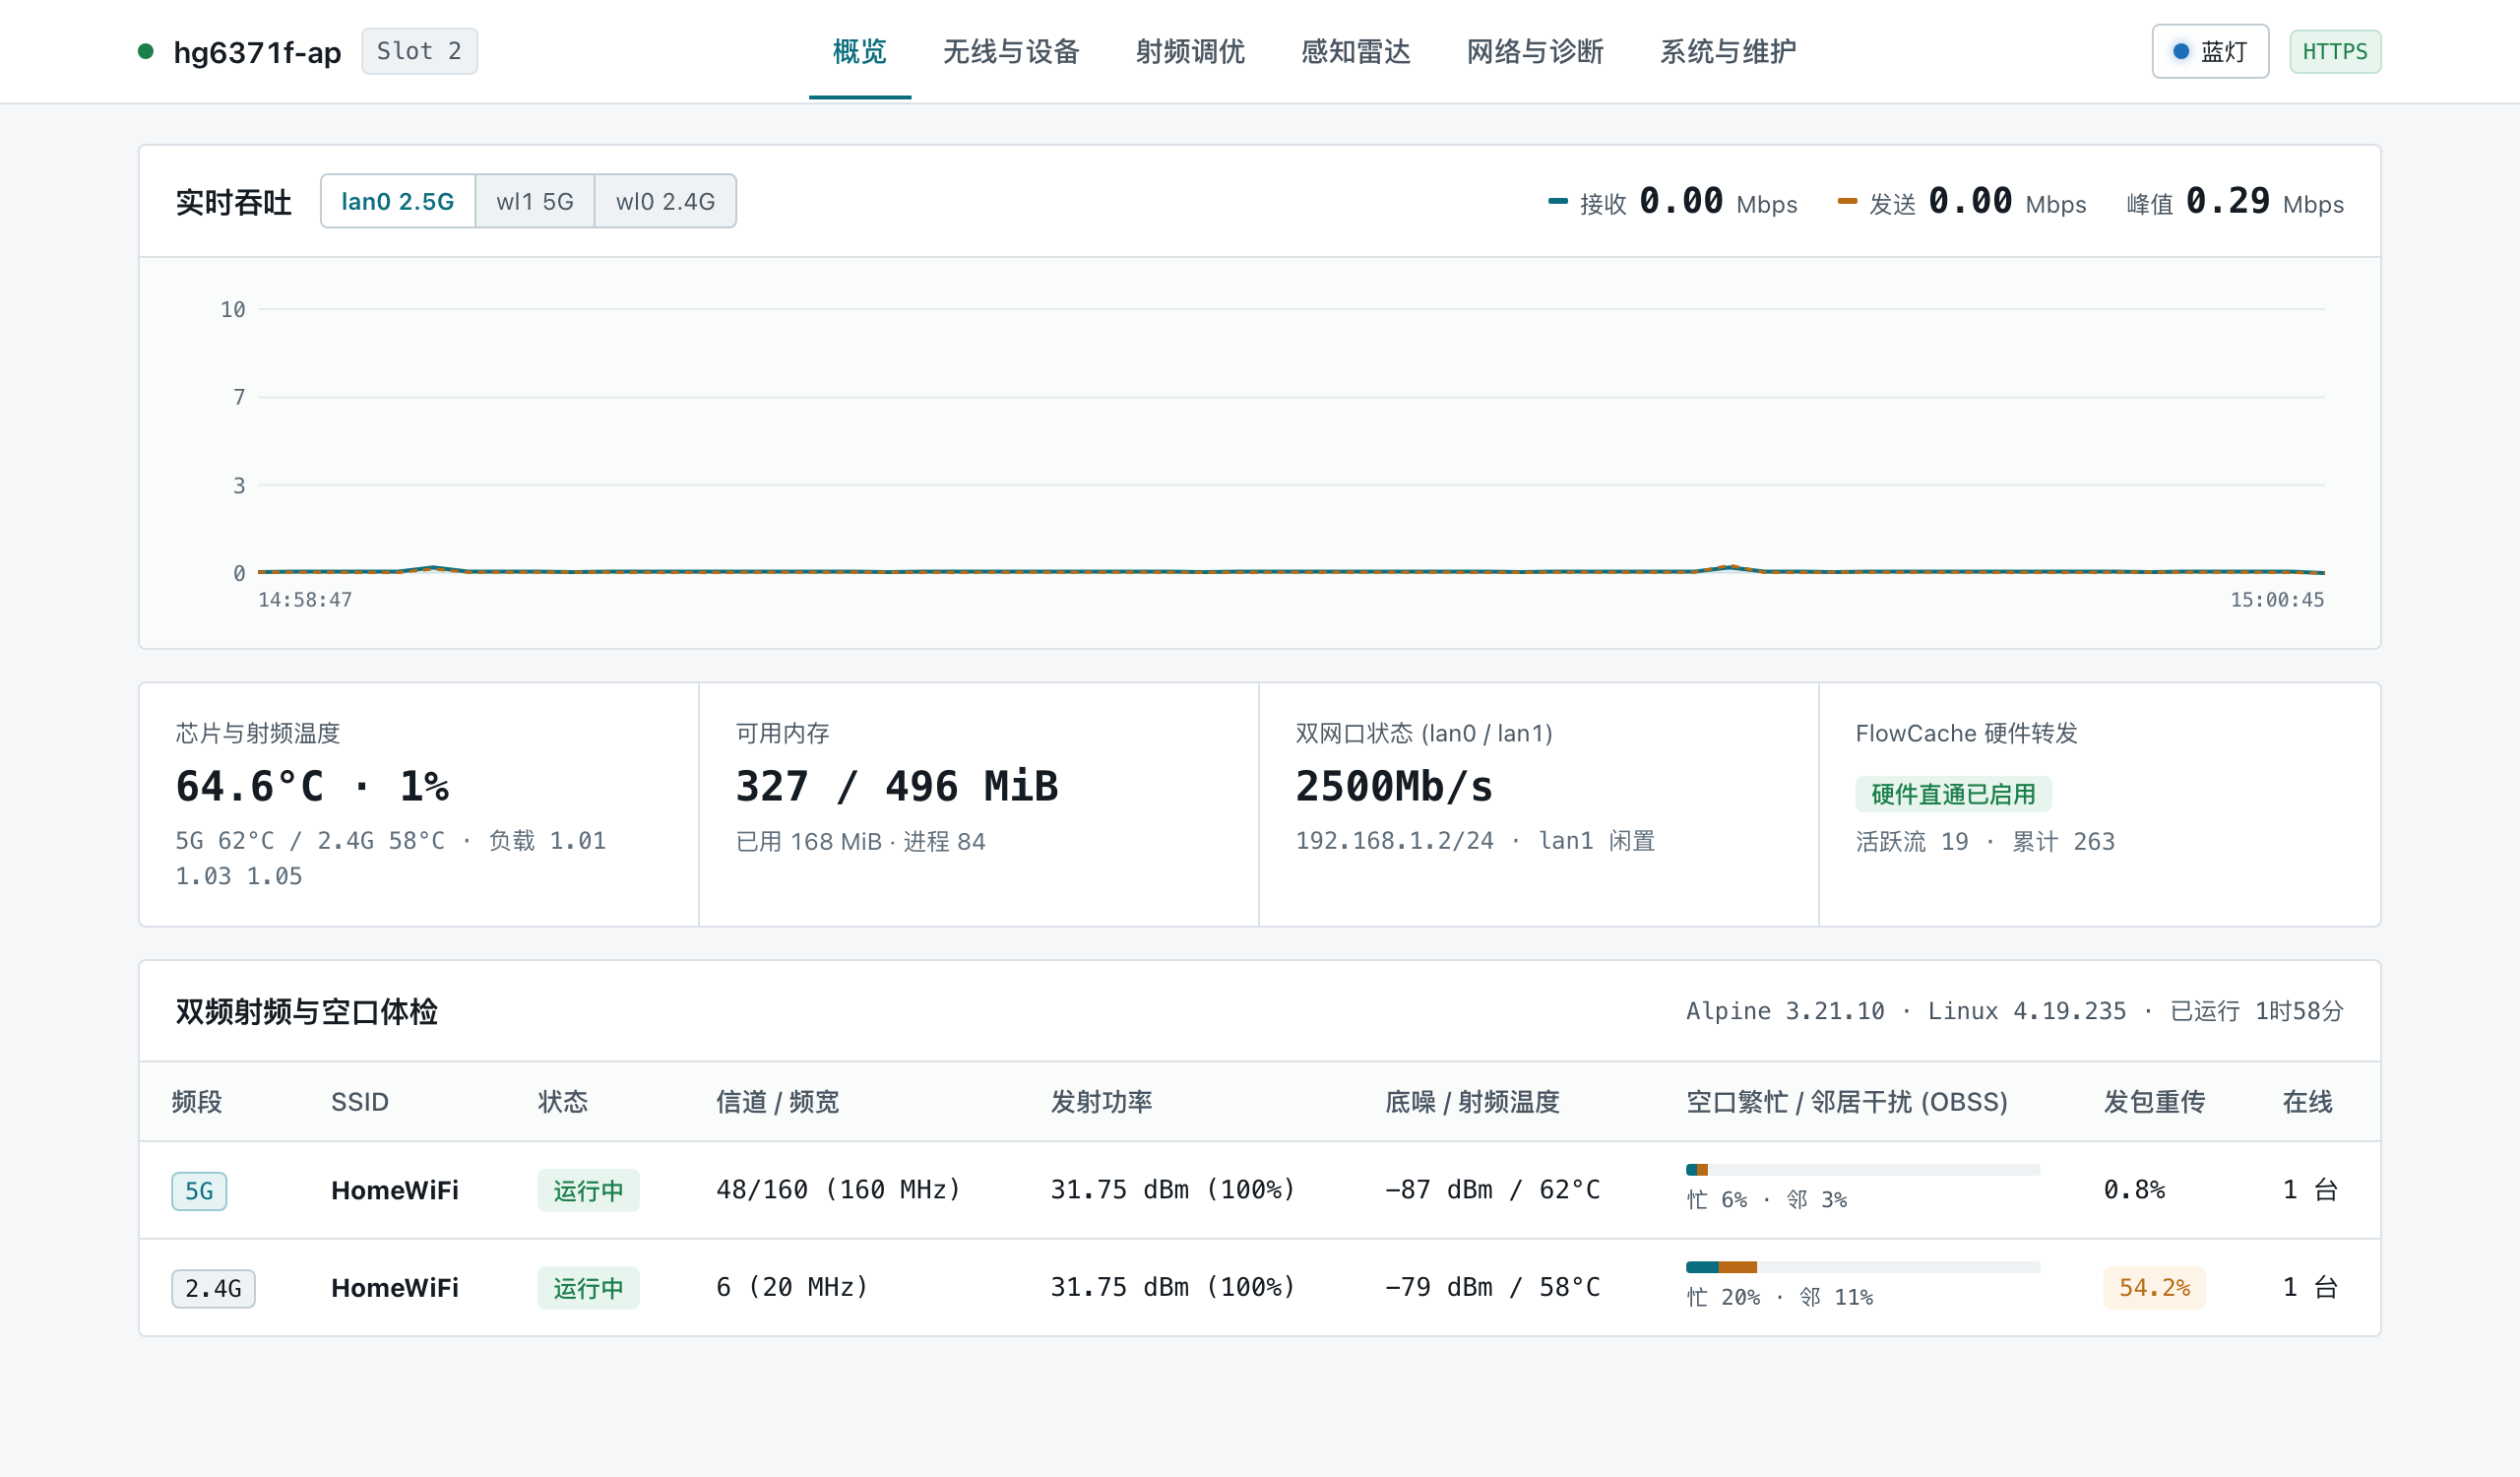 hg6371f-ap Slot 2 概览 无线与设备 射频调优 感知雷达 网络与诊断 系统与维护 蓝灯 HTTPS
实时吞吐 lan0 2.5G wl1 5G wl0 2.4G 接收 0.00 Mbps 发送 0.00 Mbps 峰值 0.29 Mbps
10
7
3
0
14:58:47 15:00:45
芯片与射频温度
64.6°C · 1%
5G 62°C / 2.4G 58°C · 负载 1.01
1.03 1.05
可用内存
327 / 496 MiB
已用 168 MiB · 进程 84
双网口状态 (lan0 / lan1)
2500Mb/s
192.168.1.2/24 · lan1 闲置
FlowCache 硬件转发
硬件直通已启用
活跃流 19 · 累计 263
双频射频与空口体检 Alpine 3.21.10 · Linux 4.19.235 · 已运行 1时58分
频段 SSID 状态 信道 / 频宽 发射功率 底噪 / 射频温度 空口繁忙 / 邻居干扰 (OBSS) 发包重传 在线
5G HomeWiFi 运行中 48/160 (160 MHz) 31.75 dBm (100%) −87 dBm / 62°C 忙 6% · 邻 3% 0.8% 1 台
2.4G HomeWiFi 运行中 6 (20 MHz) 31.75 dBm (100%) −79 dBm / 58°C 忙 20% · 邻 11% 54.2% 1 台